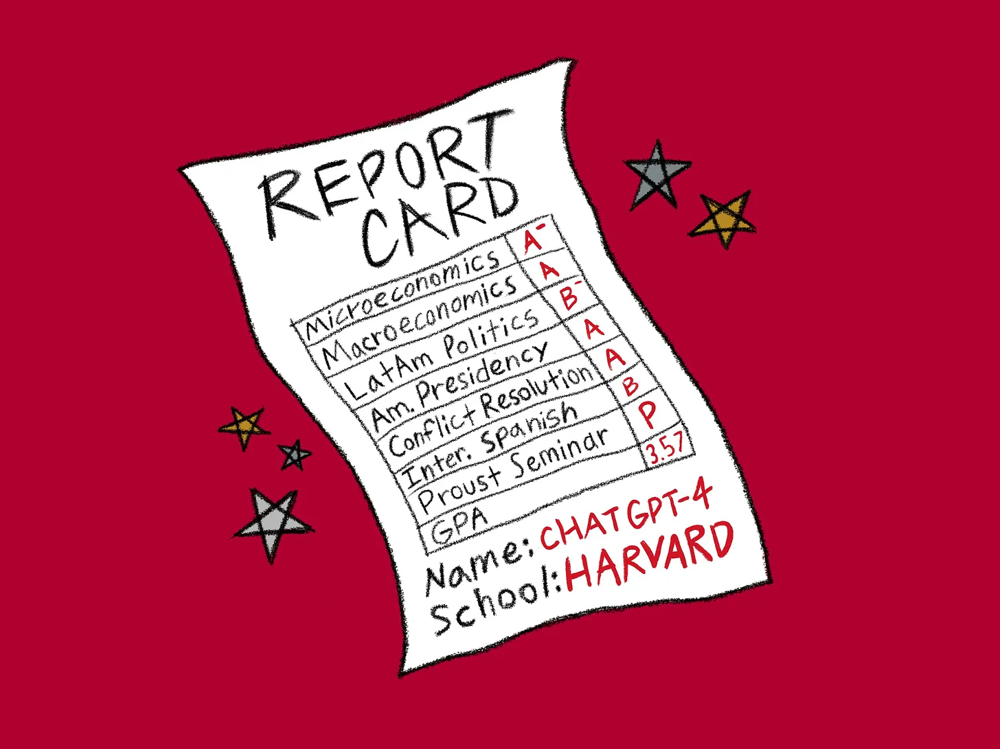 REPORT
CARD
Microeconomics A-
Macroeconomics A
LatAm Politics B-
Am. Presidency A
Conflict Resolution A
Inter. Spanish B
Proust Seminar P
GPA 3.57
Name: CHATGPT-4
School: HARVARD